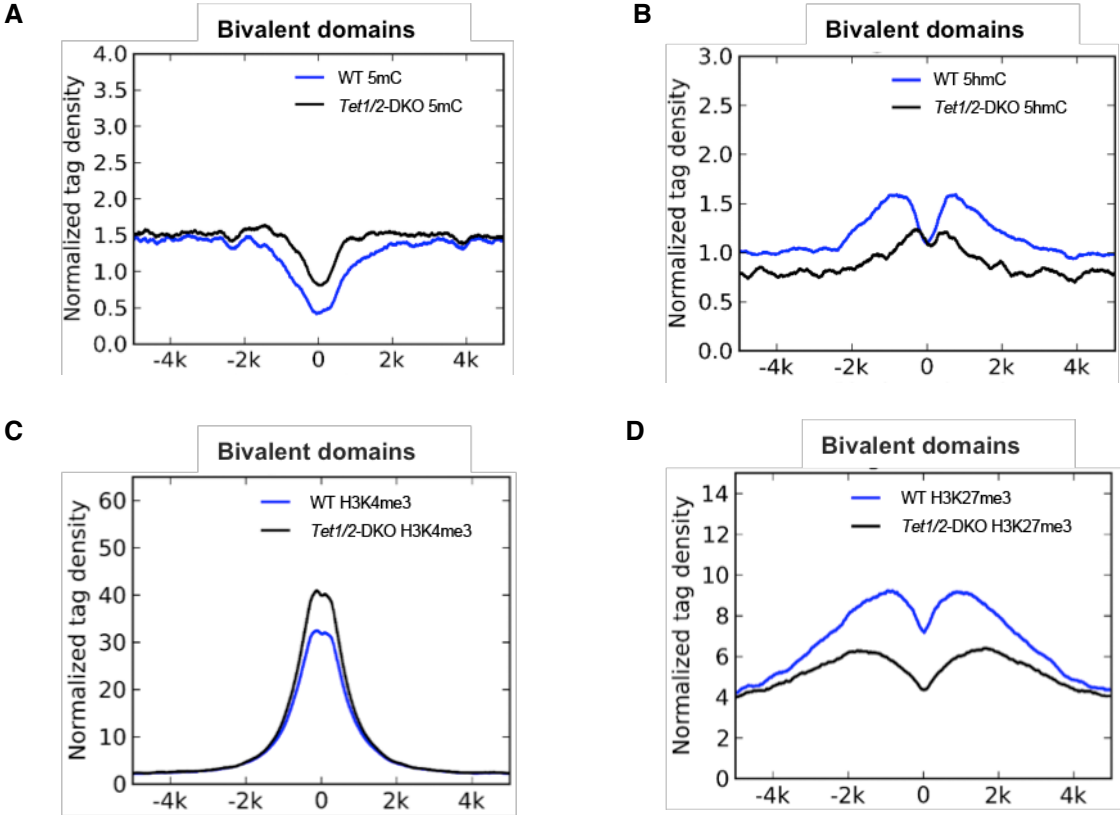 A
Bivalent domains
Normalized tag density
4.0
3.5
3.0
2.5
2.0
1.5
1.0
0.5
0.0
WT 5mC
Tet1/2-DKO 5mC
-4k -2k 0 2k 4k
B
Bivalent domains
Normalized tag density
3.0
2.5
2.0
1.5
1.0
0.5
0.0
WT 5hmC
Tet1/2-DKO 5hmC
-4k -2k 0 2k 4k
C
Bivalent domains
Normalized tag density
60
50
40
30
20
10
0
WT H3K4me3
Tet1/2-DKO H3K4me3
-4k -2k 0 2k 4k
D
Bivalent domains
Normalized tag density
14
12
10
8
6
4
2
0
WT H3K27me3
Tet1/2-DKO H3K27me3
-4k -2k 0 2k 4k